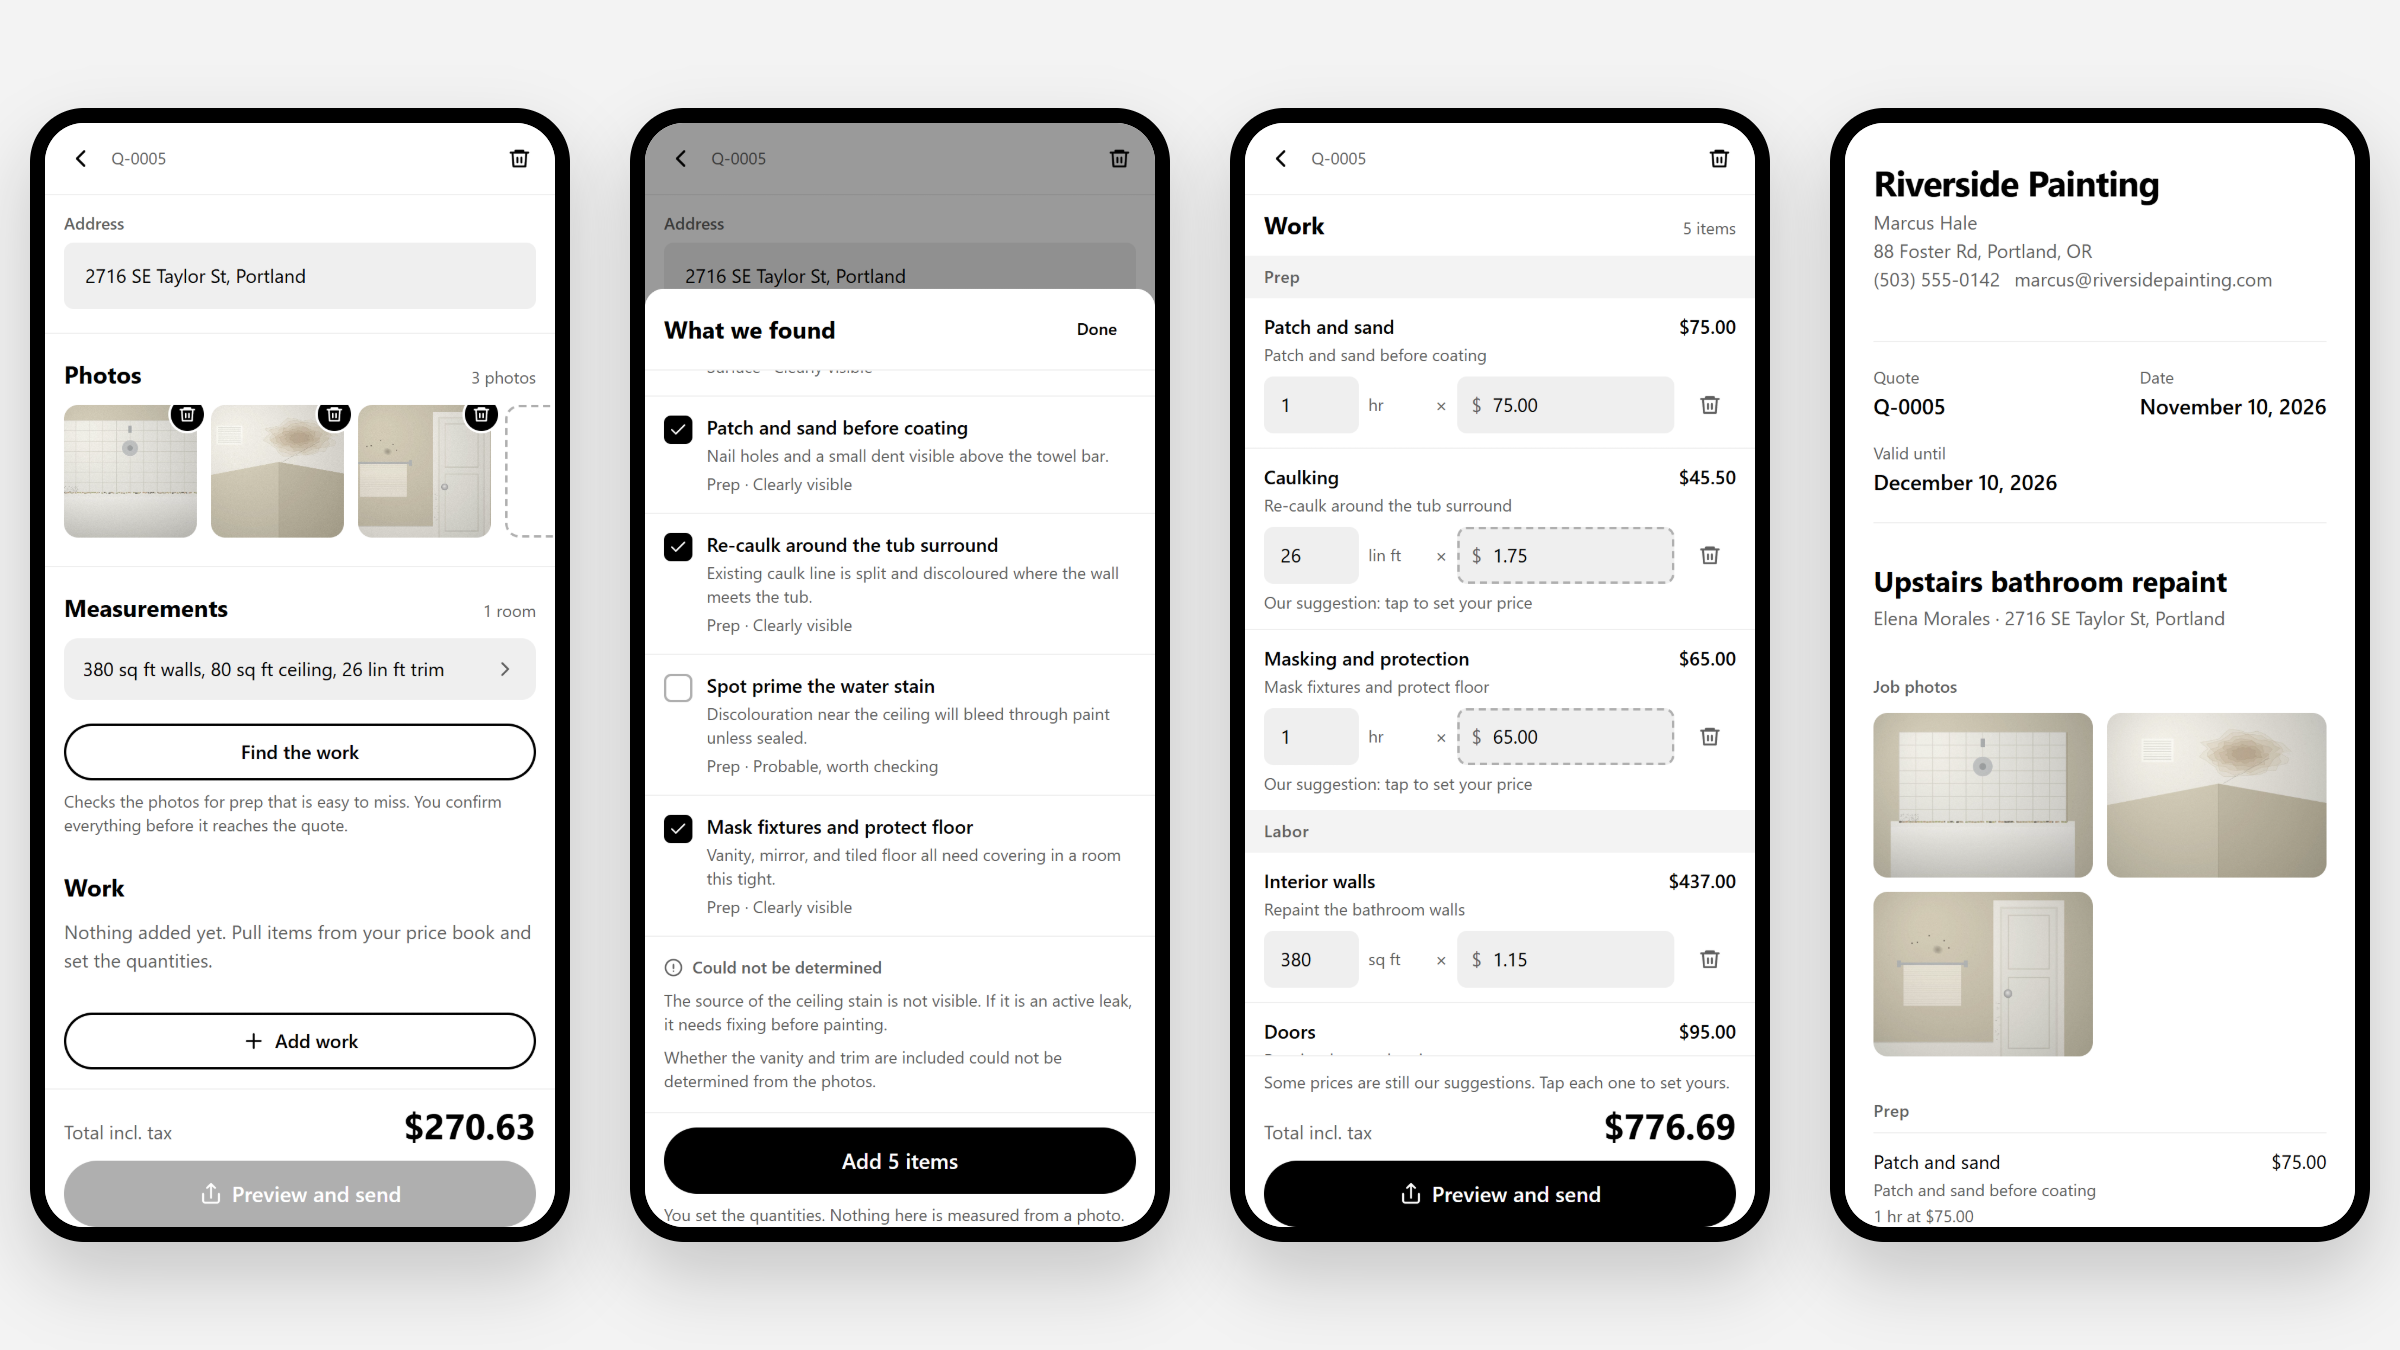 Q-0005
Address
2716 SE Taylor St, Portland
Photos
3 photos
Measurements
1 room
380 sq ft walls, 80 sq ft ceiling, 26 lin ft trim
Find the work
Checks the photos for prep that is easy to miss. You confirm
everything before it reaches the quote.
Work
Nothing added yet. Pull items from your price book and
set the quantities.
Add work
Total incl. tax
$270.63
Preview and send
Q-0005
Address
2716 SE Taylor St, Portland
What we found
Done
Surface · Clearly visible
Patch and sand before coating
Nail holes and a small dent visible above the towel bar.
Prep · Clearly visible
Re-caulk around the tub surround
Existing caulk line is split and discoloured where the wall
meets the tub.
Prep · Clearly visible
Spot prime the water stain
Discolouration near the ceiling will bleed through paint
unless sealed.
Prep · Probable, worth checking
Mask fixtures and protect floor
Vanity, mirror, and tiled floor all need covering in a room
this tight.
Prep · Clearly visible
Could not be determined
The source of the ceiling stain is not visible. If it is an active leak,
it needs fixing before painting.
Whether the vanity and trim are included could not be
determined from the photos.
Add 5 items
You set the quantities. Nothing here is measured from a photo.
Q-0005
Work
5 items
Prep
Patch and sand
$75.00
Patch and sand before coating
1 hr × $ 75.00
Caulking
$45.50
Re-caulk around the tub surround
26 lin ft × $ 1.75
Our suggestion: tap to set your price
Masking and protection
$65.00
Mask fixtures and protect floor
1 hr × $ 65.00
Our suggestion: tap to set your price
Labor
Interior walls
$437.00
Repaint the bathroom walls
380 sq ft × $ 1.15
Doors
$95.00
Some prices are still our suggestions. Tap each one to set yours.
Total incl. tax
$776.69
Preview and send
Riverside Painting
Marcus Hale
88 Foster Rd, Portland, OR
(503) 555-0142 marcus@riversidepainting.com
Quote
Date
Q-0005
November 10, 2026
Valid until
December 10, 2026
Upstairs bathroom repaint
Elena Morales · 2716 SE Taylor St, Portland
Job photos
Prep
Patch and sand
$75.00
Patch and sand before coating
1 hr at $75.00